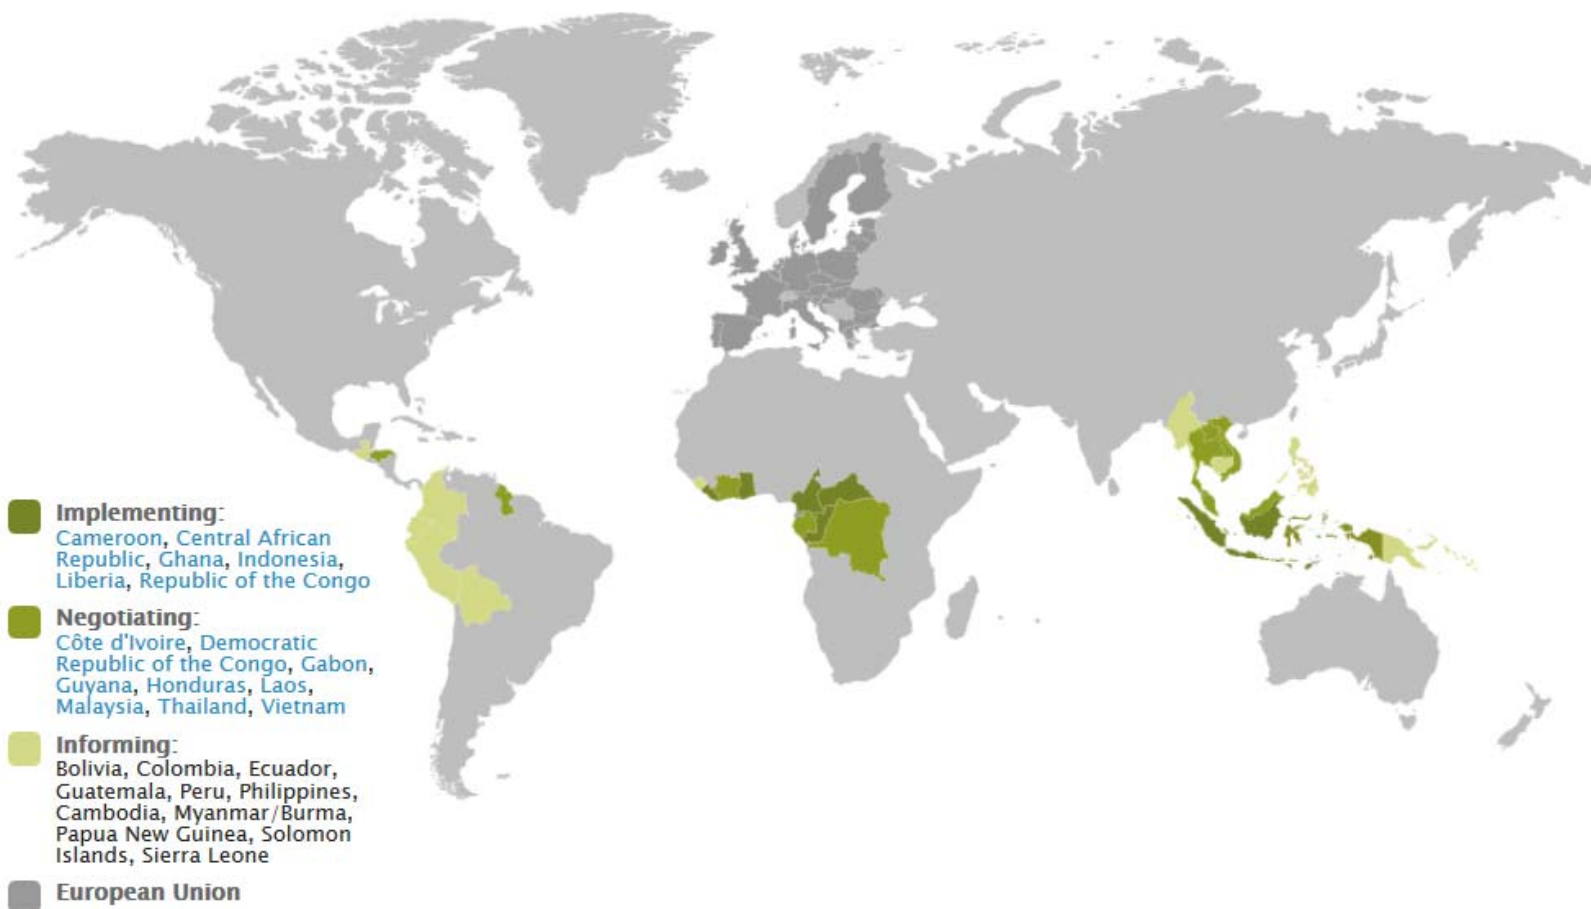 Implementing:
Cameroon, Central African
Republic, Ghana, Indonesia,
Liberia, Republic of the Congo
Negotiating:
Côte d'Ivoire, Democratic
Republic of the Congo, Gabon,
Guyana, Honduras, Laos,
Malaysia, Thailand, Vietnam
Informing:
Bolivia, Colombia, Ecuador,
Guatemala, Peru, Philippines,
Cambodia, Myanmar/Burma,
Papua New Guinea, Solomon
Islands, Sierra Leone
European Union